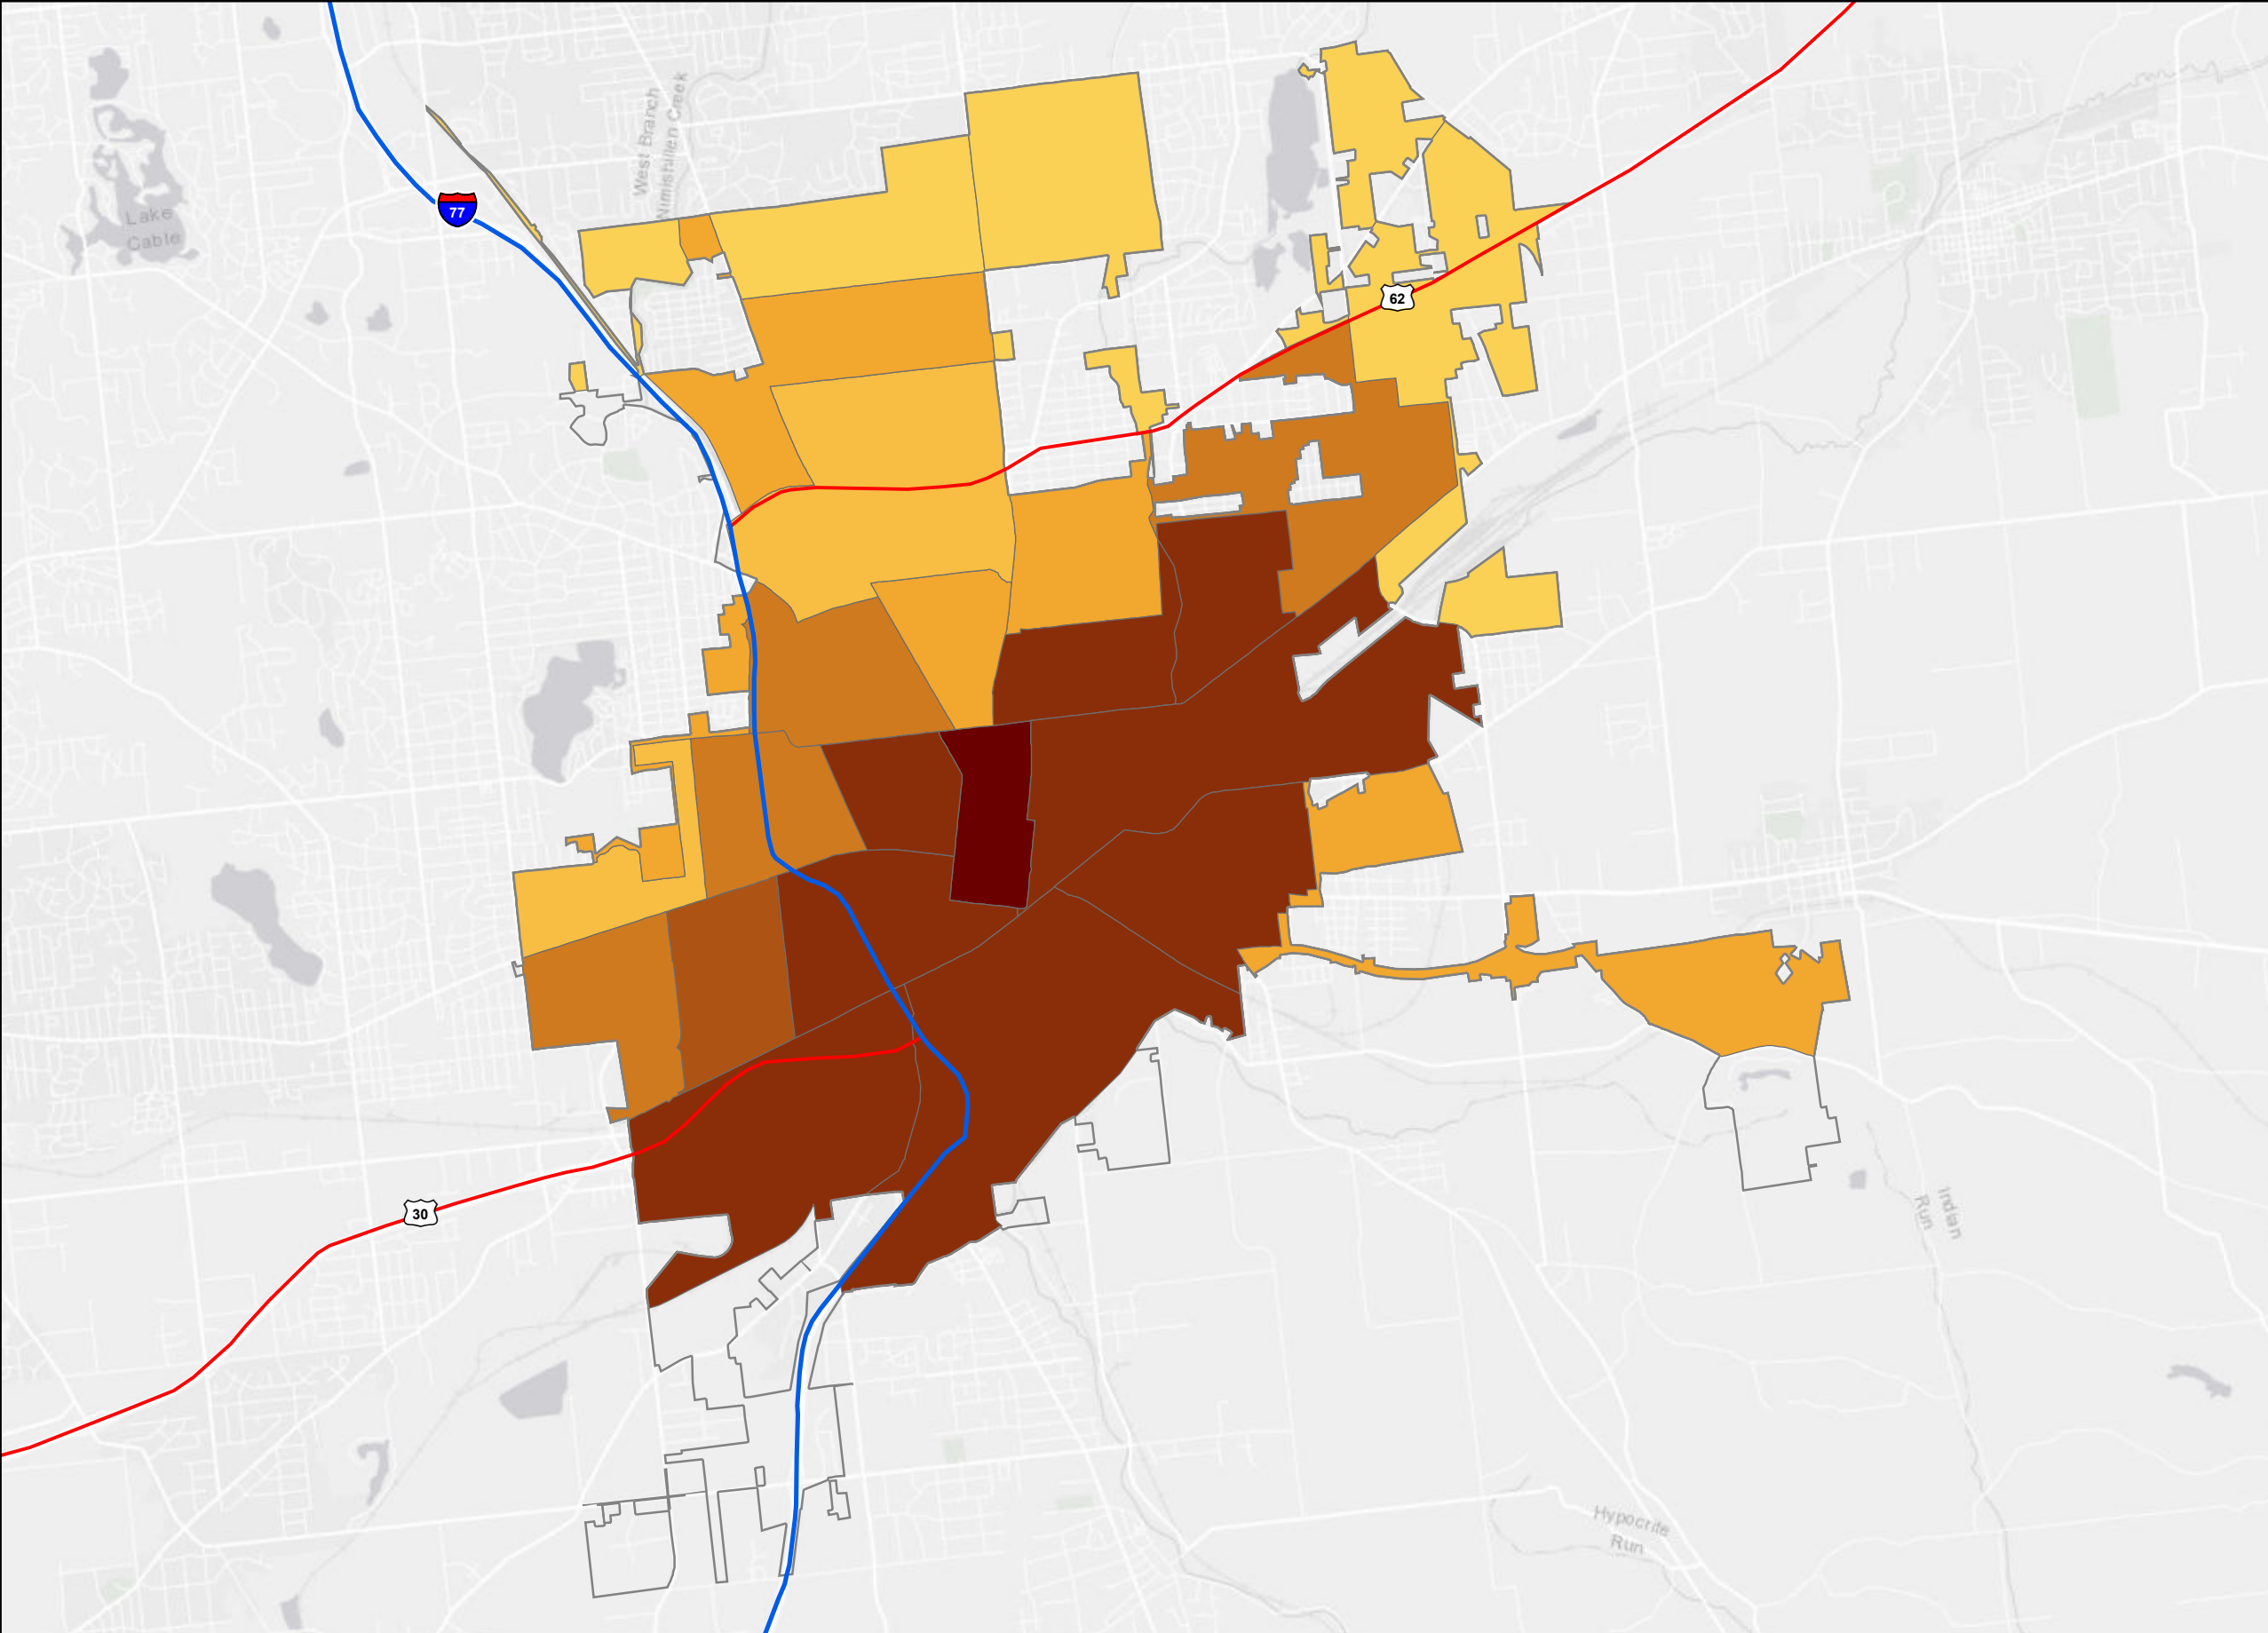 West Branch
Nimishillen Creek
Lake
Cable
77
62
30
Indian
Run
Hypocrite
Run